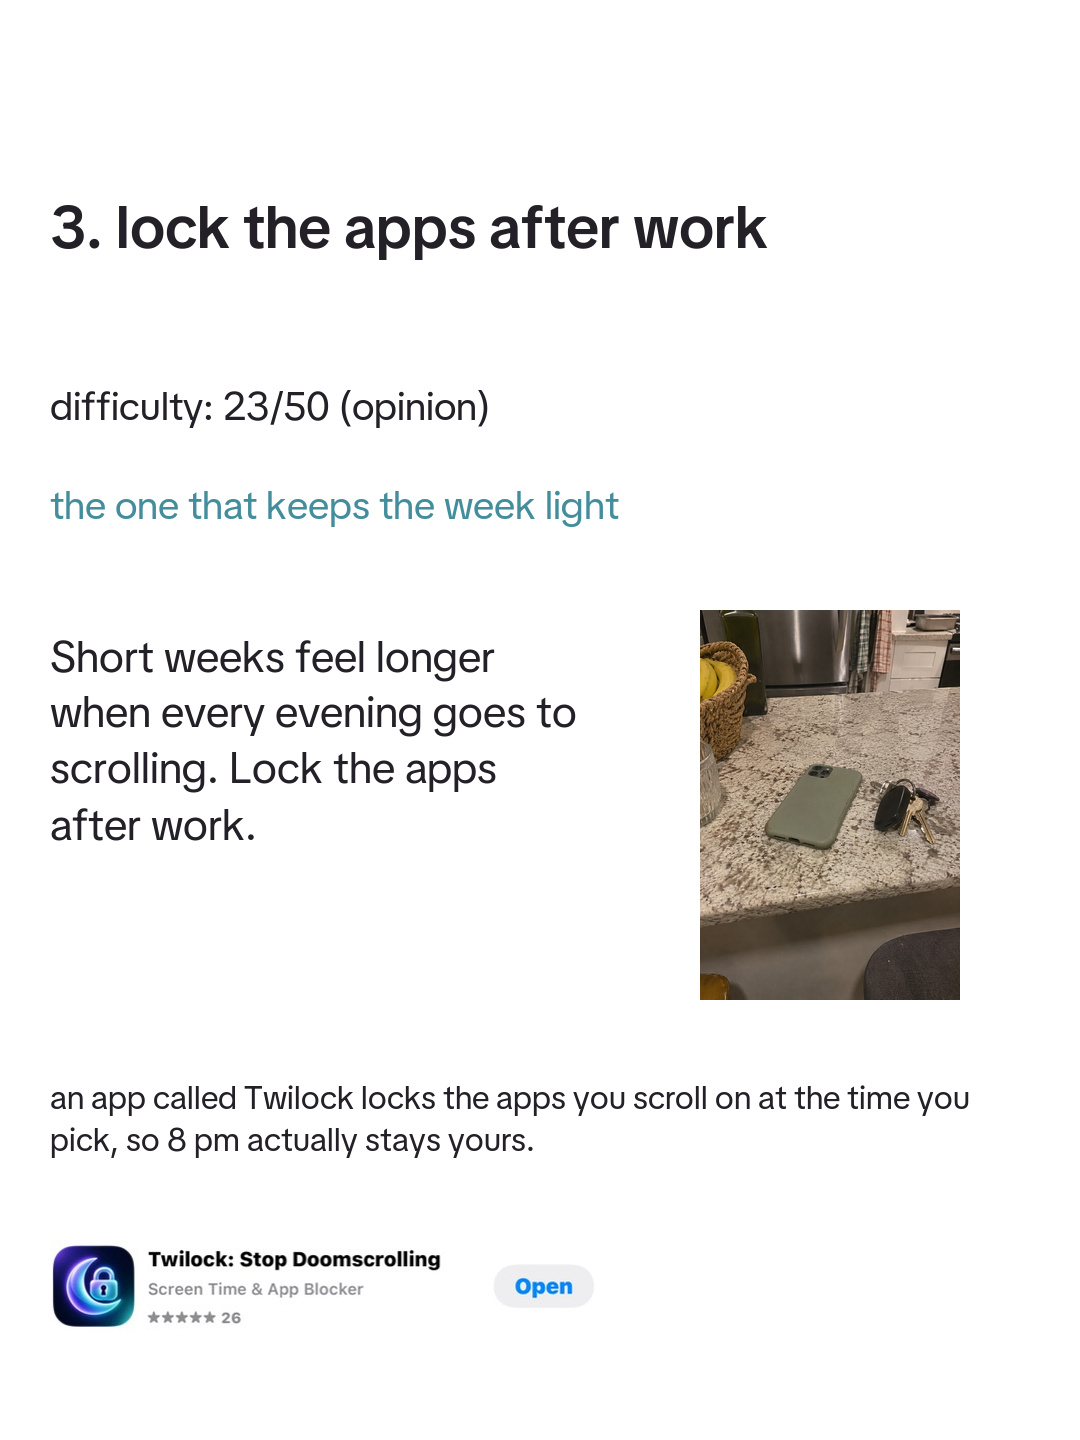 3. lock the apps after work
difficulty: 23/50 (opinion)
the one that keeps the week light
Short weeks feel longer
when every evening goes to
scrolling. Lock the apps
after work.
an app called Twilock locks the apps you scroll on at the time you
pick, so 8 pm actually stays yours.
Twilock: Stop Doomscrolling
Screen Time & App Blocker
★★★★★ 26
Open